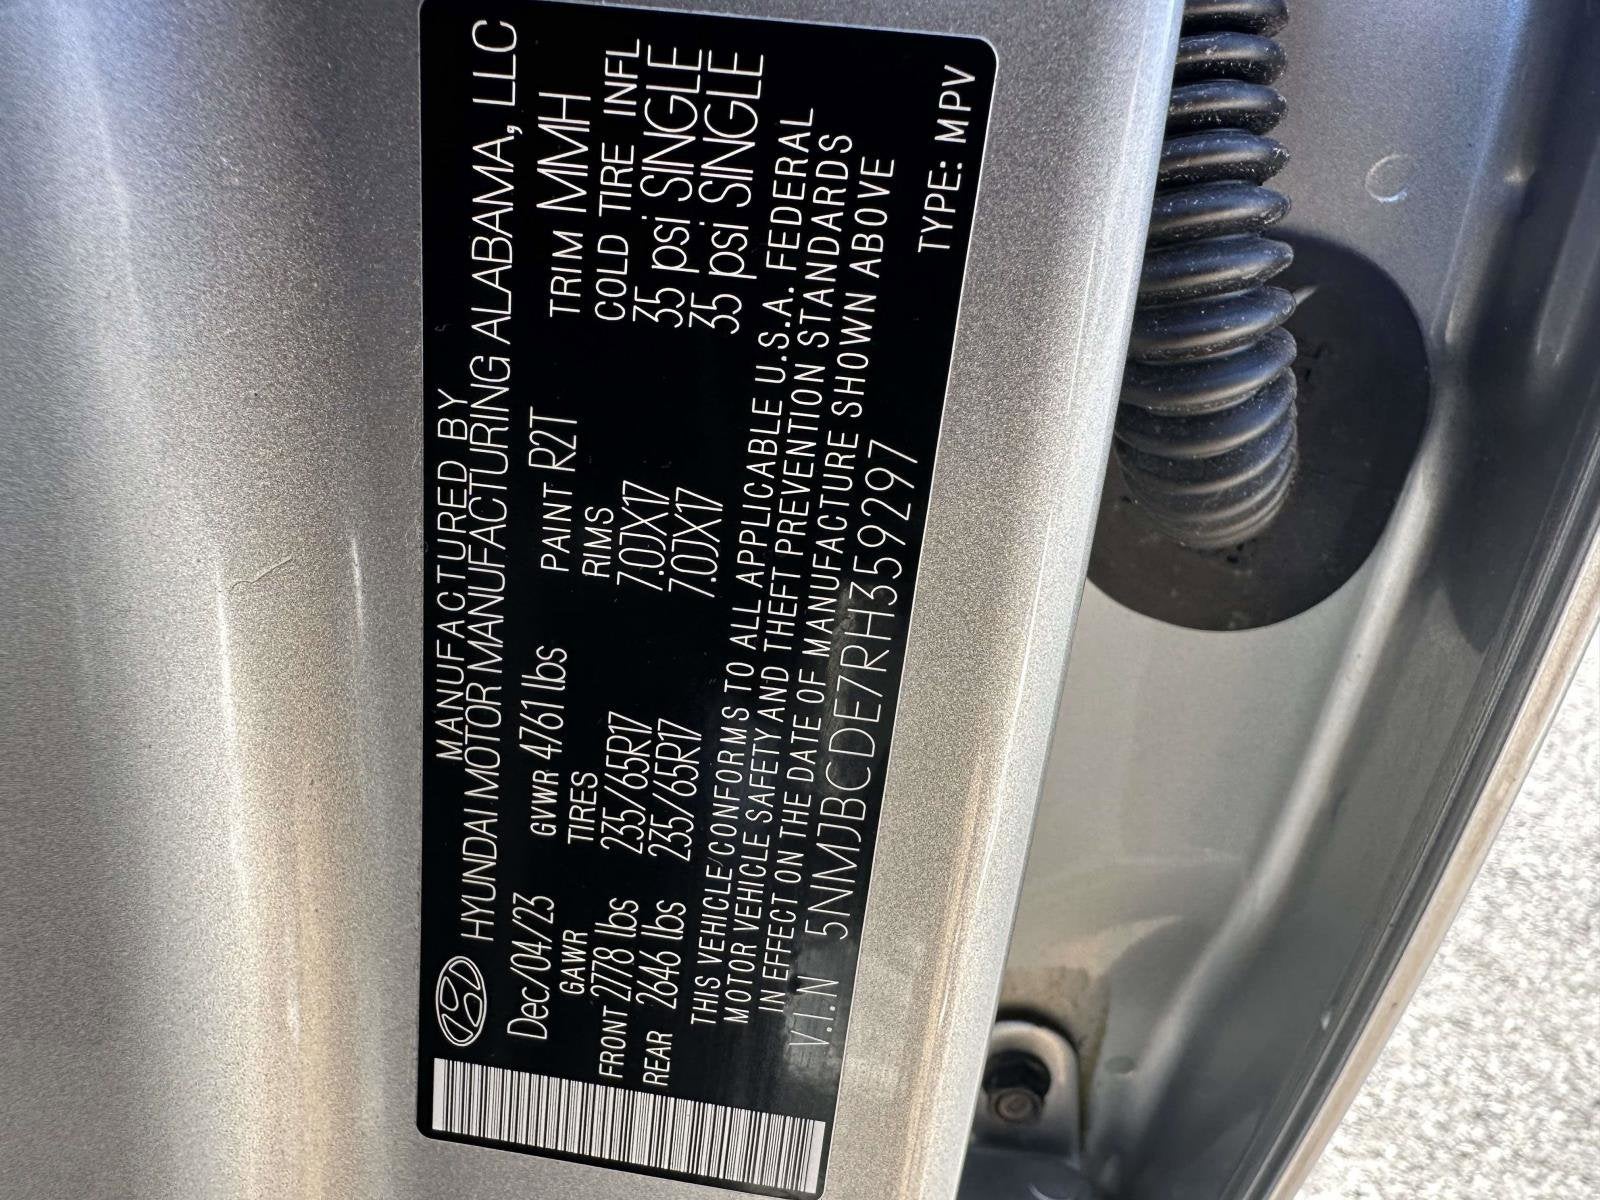 MANUFACTURED BY
HYUNDAI MOTOR MANUFACTURING ALABAMA, LLC
Dec/04/23 GVWR 4761 lbs PAINT R2T TRIM MMH
GAWR TIRES RIMS COLD TIRE INFL
FRONT 2778 lbs 235/65R17 7.0JX17 35 psi SINGLE
REAR 2646 lbs 235/65R17 7.0JX17 35 psi SINGLE
THIS VEHICLE CONFORMS TO ALL APPLICABLE U.S.A. FEDERAL
MOTOR VEHICLE SAFETY AND THEFT PREVENTION STANDARDS
IN EFFECT ON THE DATE OF MANUFACTURE SHOWN ABOVE
V.I.N 5NMJBCDE7RH359297 TYPE: MPV